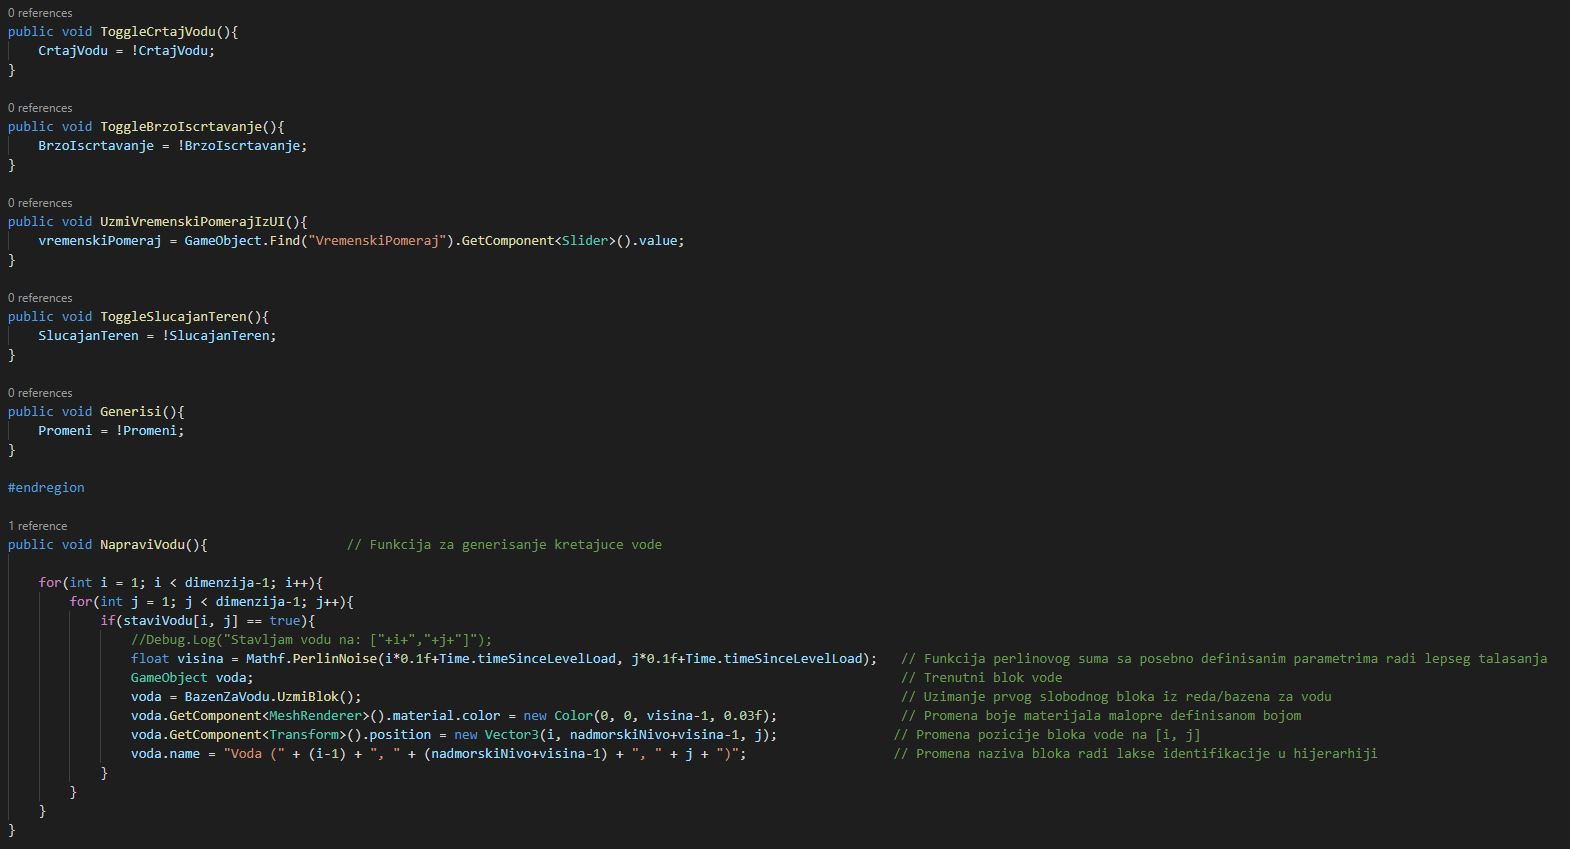 0 references
public void ToggleCrtajVodu(){
CrtajVodu = !CrtajVodu;
}
0 references
public void ToggleBrzoIscrtavanje(){
BrzoIscrtavanje = !BrzoIscrtavanje;
}
0 references
public void UzmiVremenskiPomerajIzUI(){
vremenskiPomeraj = GameObject.Find("VremenskiPomeraj").GetComponent<Slider>().value;
}
0 references
public void ToggleSlucajanTeren(){
SlucajanTeren = !SlucajanTeren;
}
0 references
public void Generisi(){
Promeni = !Promeni;
}
#endregion
1 reference
public void NapraviVodu(){ // Funkcija za generisanje kretajuce vode
for(int i = 1; i < dimenzija-1; i++){
for(int j = 1; j < dimenzija-1; j++){
if(staviVodu[i, j] == true){
//Debug.Log("Stavljam vodu na: ["+i+","+j+"]");
float visina = Mathf.PerlinNoise(i*0.1f+Time.timeSinceLevelLoad, j*0.1f+Time.timeSinceLevelLoad); // Funkcija perlinovog suma sa posebno definisanim parametrima radi lepseg talasanja
GameObject voda; // Trenutni blok vode
voda = BazenZaVodu.UzmiBlok(); // Uzimanje prvog slobodnog bloka iz reda/bazena za vodu
voda.GetComponent<MeshRenderer>().material.color = new Color(0, 0, visina-1, 0.03f); // Promena boje materijala malopre definisanom bojom
voda.GetComponent<Transform>().position = new Vector3(i, nadmorskiNivo+visina-1, j); // Promena pozicije bloka vode na [i, j]
voda.name = "Voda (" + (i-1) + ", " + (nadmorskiNivo+visina-1) + ", " + j + ")"; // Promena naziva bloka radi lakse identifikacije u hijerarhiji
}
}
}
}